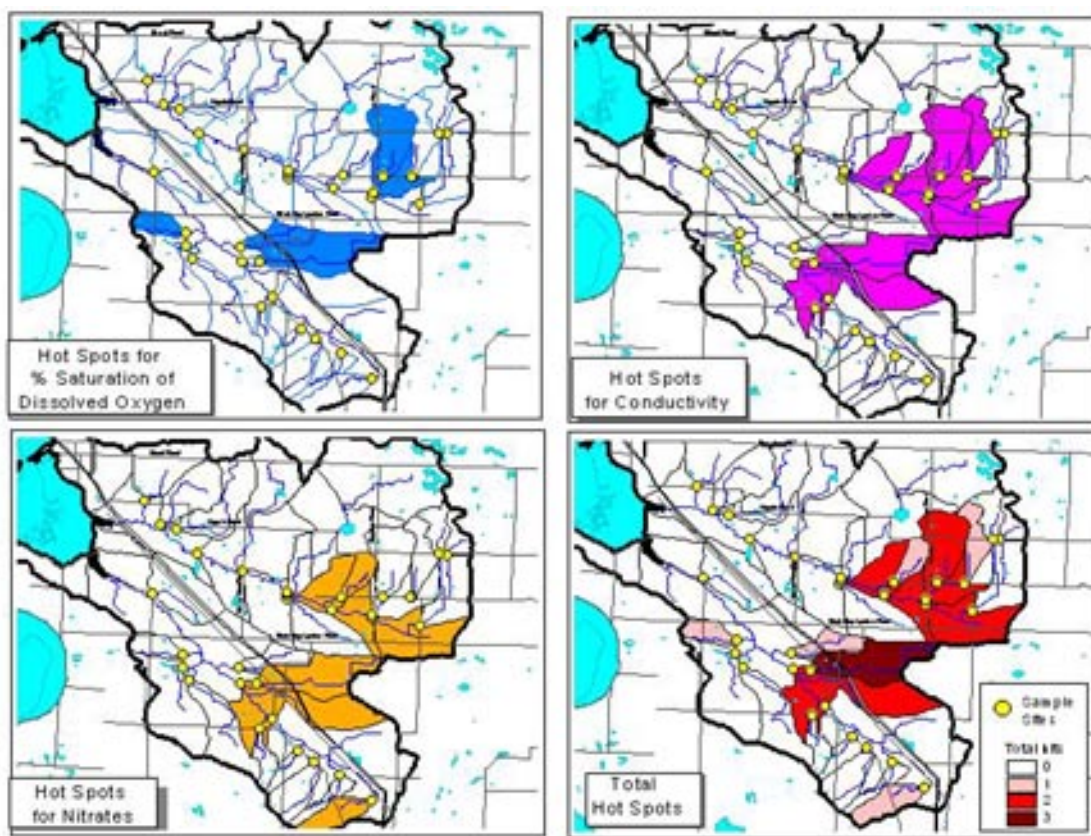 Hot Spots for
% Saturation of
Dissolved Oxygen
Hot Spots
for Conductivity
Hot Spots
for Nitrates
Total
Hot Spots
Sample
Sites
Total hits
0
1
2
3